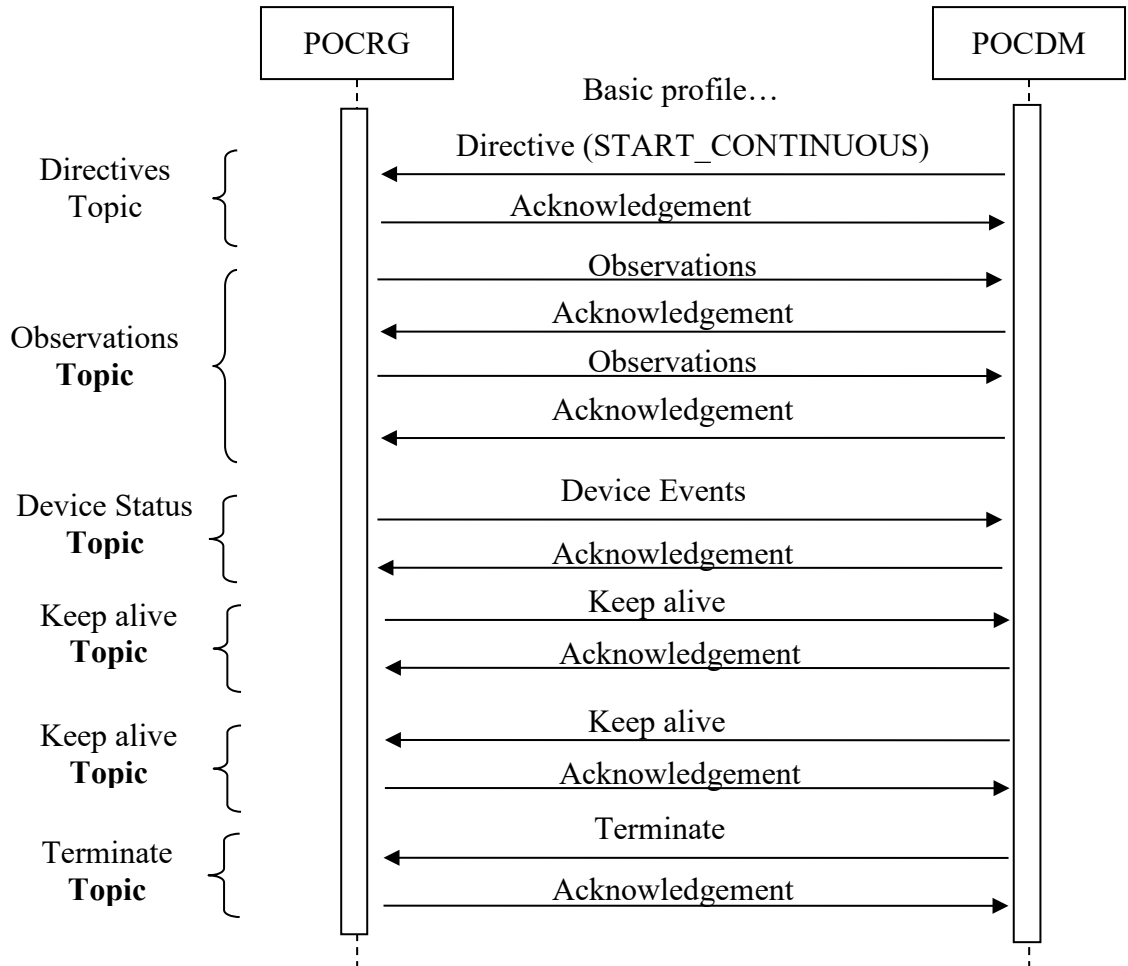 POCRG
POCDM
Basic profile…
Directive (START_CONTINUOUS)
Directives
Topic
Acknowledgement
Observations
Acknowledgement
Observations
Topic
Observations
Acknowledgement
Device Events
Device Status
Topic
Acknowledgement
Keep alive
Keep alive
Topic
Acknowledgement
Keep alive
Keep alive
Topic
Acknowledgement
Terminate
Terminate
Topic
Acknowledgement